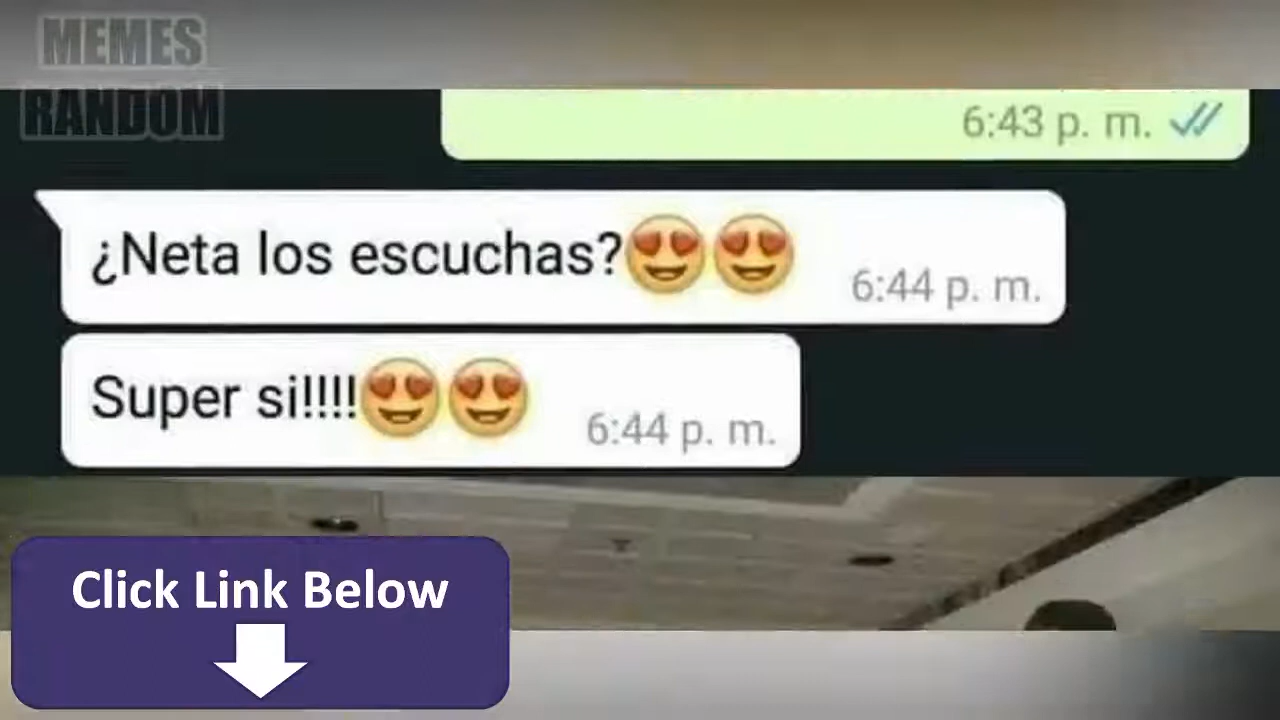 MEMES
RANDOM
6:43 p. m.
¿Neta los escuchas?😍😍
6:44 p. m.
Super si!!!!😍😍
6:44 p. m.
Click Link Below